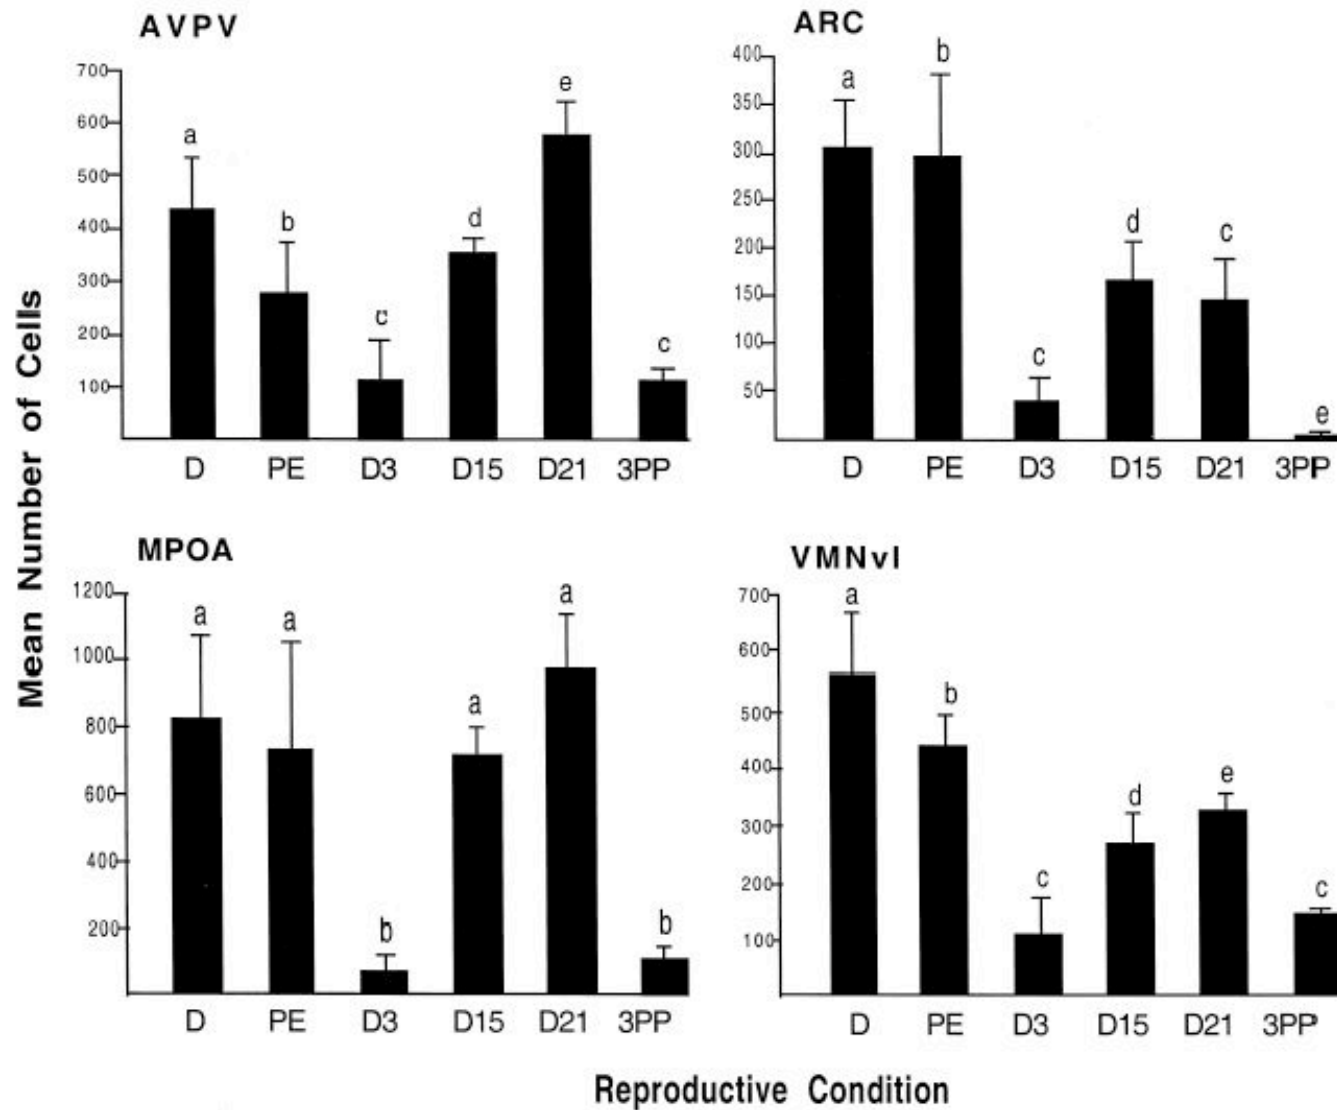 AVPV
700
600
500
400
300
200
100
a
b
c
d
e
c
D PE D3 D15 D21 3PP
ARC
400
350
300
250
200
150
100
50
a
b
c
d
c
e
D PE D3 D15 D21 3PP
MPOA
1200
1000
800
600
400
200
a
a
b
a
a
b
D PE D3 D15 D21 3PP
VMNvl
700
600
500
400
300
200
100
a
b
c
d
e
c
D PE D3 D15 D21 3PP
Mean Number of Cells
Reproductive Condition